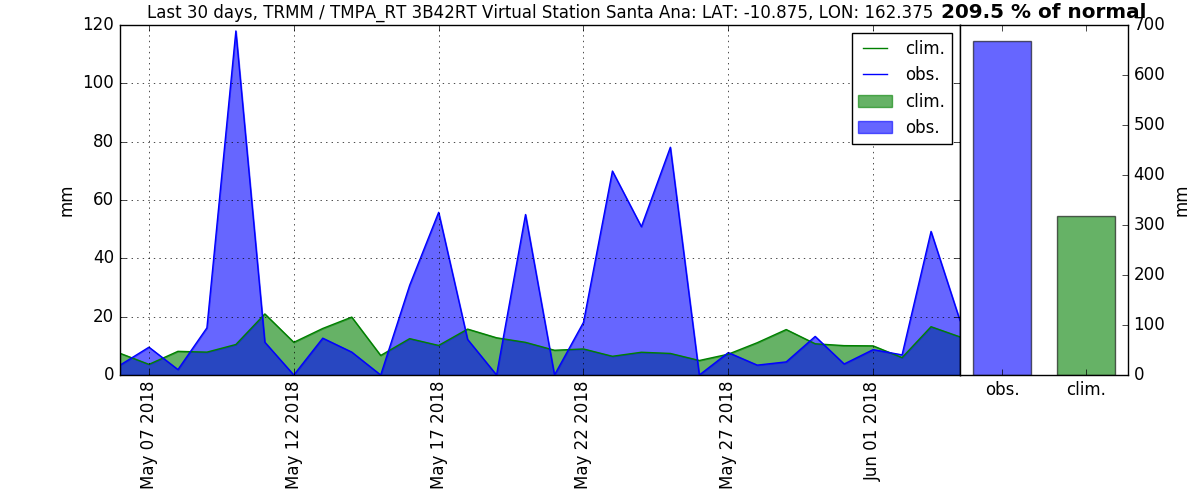 Last 30 days, TRMM / TMPA_RT 3B42RT Virtual Station Santa Ana: LAT: -10.875, LON: 162.375 209.5 % of normal
120
100
80
60
40
20
0
mm
clim.
obs.
clim.
obs.
700
600
500
400
300
200
100
0
mm
obs.
clim.
May 07 2018
May 12 2018
May 17 2018
May 22 2018
May 27 2018
Jun 01 2018